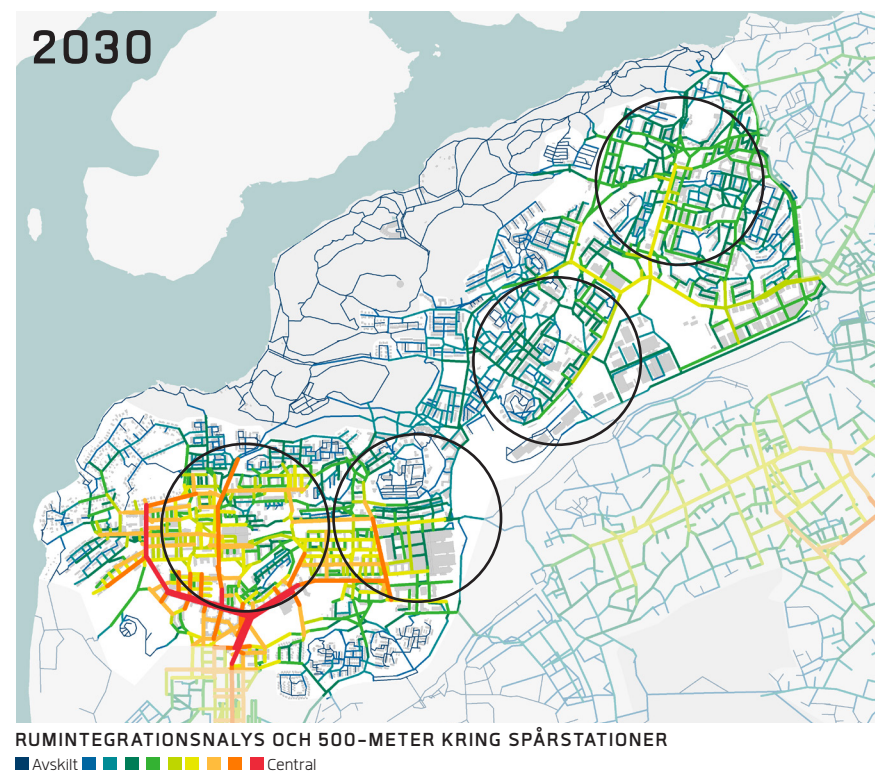 2030
RUMINTEGRATIONSNALYS OCH 500-METER KRING SPÅRSTATIONER
Avskilt Central